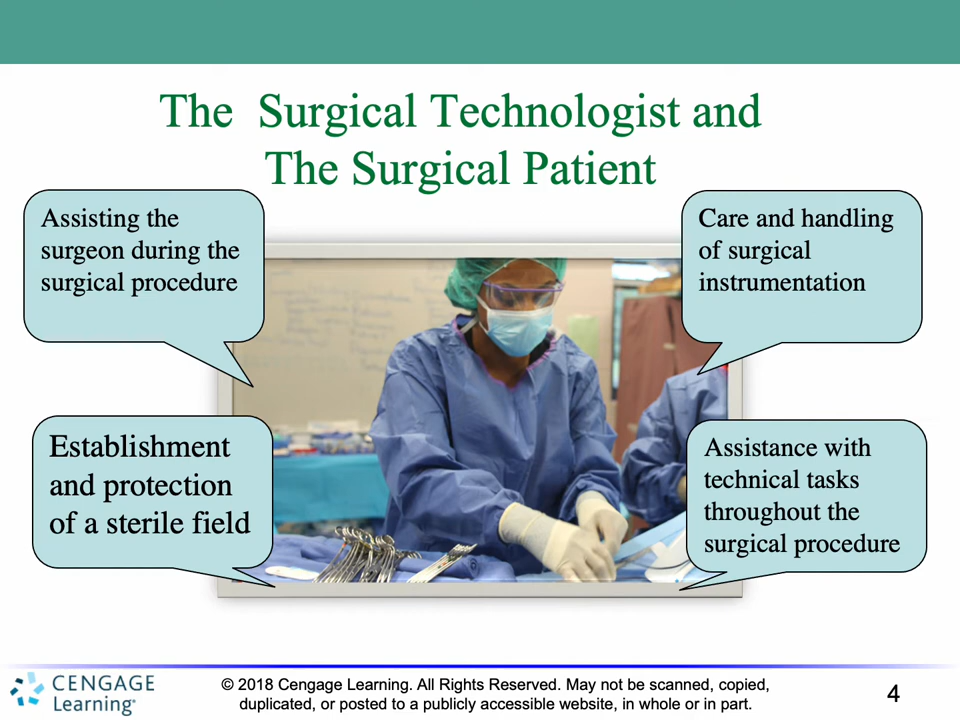 The Surgical Technologist and
The Surgical Patient
Assisting the
surgeon during the
surgical procedure
Care and handling
of surgical
instrumentation
Establishment
and protection
of a sterile field
Assistance with
technical tasks
throughout the
surgical procedure
CENGAGE
Learning®
© 2018 Cengage Learning. All Rights Reserved. May not be scanned, copied,
duplicated, or posted to a publicly accessible website, in whole or in part.
4